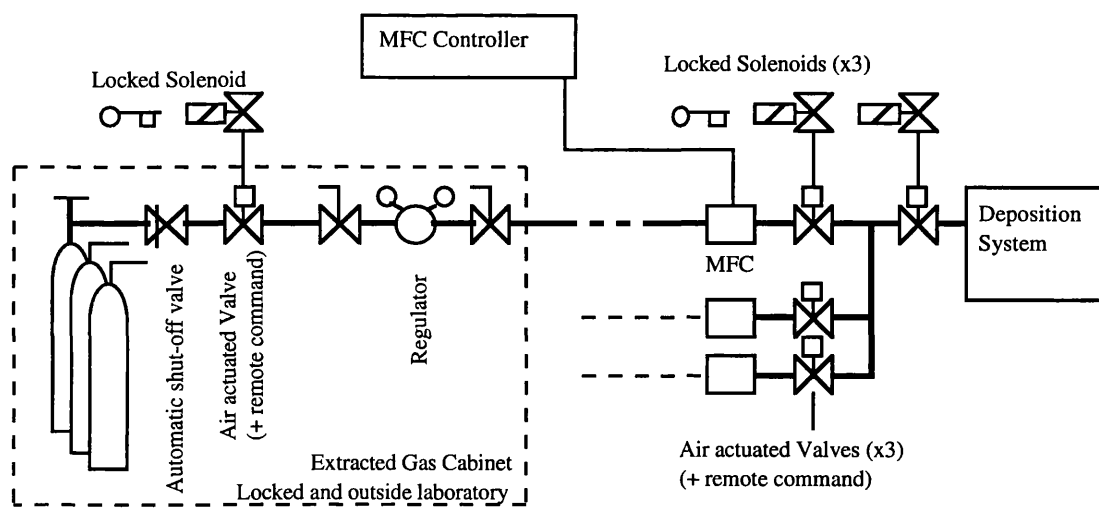 MFC Controller
Locked Solenoid
Locked Solenoids (x3)
Deposition
System
MFC
Automatic shut-off valve
Air actuated Valve
(+ remote command)
Regulator
Extracted Gas Cabinet
Locked and outside laboratory
Air actuated Valves (x3)
(+ remote command)